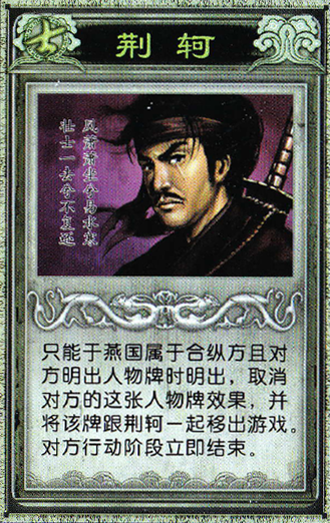 士
荆轲
风萧萧兮易水寒
壮士一去兮不复返
只能于燕国属于合纵方且对
方明出人物牌时明出，取消
对方的这张人物牌效果，并
将该牌跟荆轲一起移出游戏。
对方行动阶段立即结束。